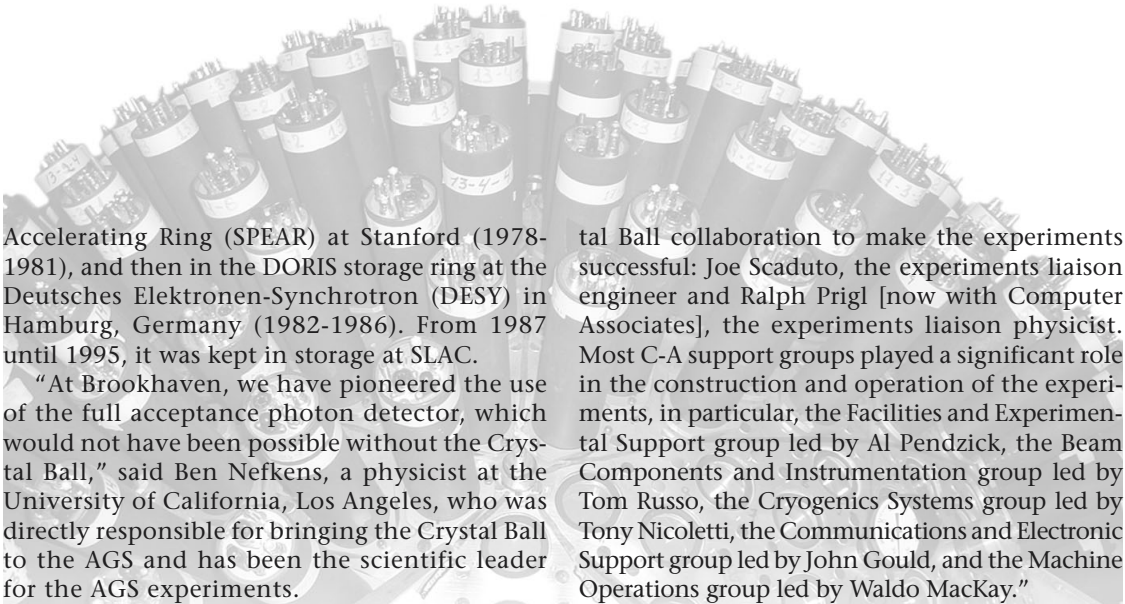 Accelerating Ring (SPEAR) at Stanford (1978-
1981), and then in the DORIS storage ring at the
Deutsches Elektronen-Synchrotron (DESY) in
Hamburg, Germany (1982-1986). From 1987
until 1995, it was kept in storage at SLAC.
“At Brookhaven, we have pioneered the use
of the full acceptance photon detector, which
would not have been possible without the Crys-
tal Ball,” said Ben Nefkens, a physicist at the
University of California, Los Angeles, who was
directly responsible for bringing the Crystal Ball
to the AGS and has been the scientific leader
for the AGS experiments.
tal Ball collaboration to make the experiments
successful: Joe Scaduto, the experiments liaison
engineer and Ralph Prigl [now with Computer
Associates], the experiments liaison physicist.
Most C-A support groups played a significant role
in the construction and operation of the experi-
ments, in particular, the Facilities and Experimen-
tal Support group led by Al Pendzick, the Beam
Components and Instrumentation group led by
Tom Russo, the Cryogenics Systems group led by
Tony Nicoletti, the Communications and Electronic
Support group led by John Gould, and the Machine
Operations group led by Waldo MacKay.”